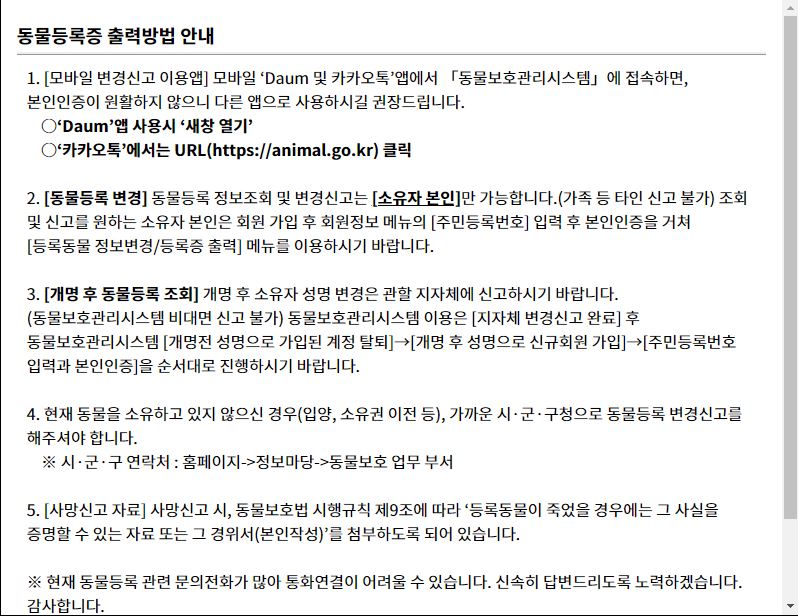 동물등록증 출력방법 안내
1. [모바일 변경신고 이용앱] 모바일 ‘Daum 및 카카오톡’앱에서 「동물보호관리시스템」에 접속하면,
본인인증이 원활하지 않으니 다른 앱으로 사용하시길 권장드립니다.
○‘Daum’앱 사용시 ‘새창 열기’
○‘카카오톡’에서는 URL(https://animal.go.kr) 클릭
2. [동물등록 변경] 동물등록 정보조회 및 변경신고는 [소유자 본인]만 가능합니다.(가족 등 타인 신고 불가) 조회
및 신고를 원하는 소유자 본인은 회원 가입 후 회원정보 메뉴의 [주민등록번호] 입력 후 본인인증을 거쳐
[등록동물 정보변경/등록증 출력] 메뉴를 이용하시기 바랍니다.
3. [개명 후 동물등록 조회] 개명 후 소유자 성명 변경은 관할 지자체에 신고하시기 바랍니다.
(동물보호관리시스템 비대면 신고 불가) 동물보호관리시스템 이용은 [지자체 변경신고 완료] 후
동물보호관리시스템 [개명전 성명으로 가입된 계정 탈퇴]→[개명 후 성명으로 신규회원 가입]→[주민등록번호
입력과 본인인증]을 순서대로 진행하시기 바랍니다.
4. 현재 동물을 소유하고 있지 않으신 경우(입양, 소유권 이전 등), 가까운 시·군·구청으로 동물등록 변경신고를
해주셔야 합니다.
※ 시·군·구 연락처 : 홈페이지->정보마당->동물보호 업무 부서
5. [사망신고 자료] 사망신고 시, 동물보호법 시행규칙 제9조에 따라 ‘등록동물이 죽었을 경우에는 그 사실을
증명할 수 있는 자료 또는 그 경위서(본인작성)’를 첨부하도록 되어 있습니다.
※ 현재 동물등록 관련 문의전화가 많아 통화연결이 어려울 수 있습니다. 신속히 답변드리도록 노력하겠습니다.
감사합니다.